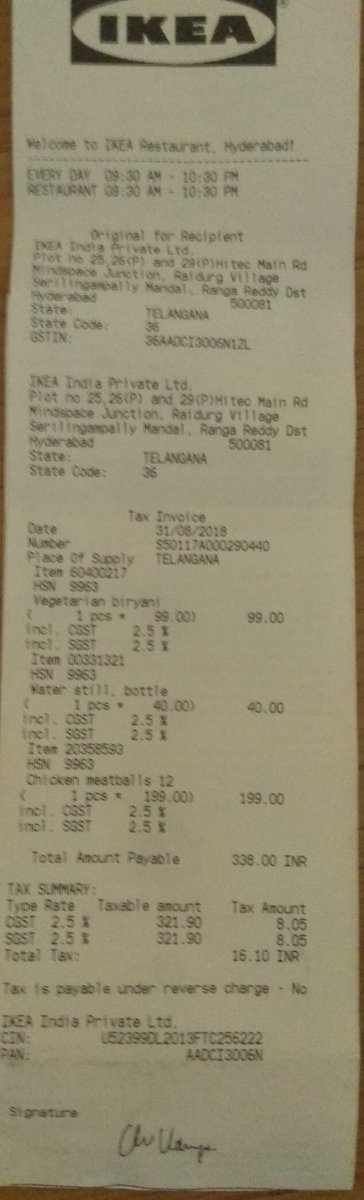 IKEA
Welcome to IKEA Restaurant, Hyderabad!
EVERY DAY 09:30 AM - 10:30 PM
RESTAURANT 09:30 AM - 10:30 PM
Original for Recipient
IKEA India Private Ltd.
Plot no 25,26(P) and 29(P)Hitec Main Rd
Mindspace Junction, Raidurg Village
Serilingampally Mandal, Ranga Reddy Dst
Hyderabad 500081
State: TELANGANA
State Code: 36
GSTIN: 36AADCI3006N1ZL
IKEA India Private Ltd.
Plot no 25,26(P) and 29(P)Hitec Main Rd
Mindspace Junction, Raidurg Village
Serilingampally Mandal, Ranga Reddy Dst
Hyderabad 500081
State: TELANGANA
State Code: 36
Tax Invoice
Date 31/08/2018
Number S50117A000290440
Place Of Supply TELANGANA
Item 60400217
HSN 9963
Vegetarian biryani
( 1 pcs * 99.00) 99.00
incl. CGST 2.5 %
incl. SGST 2.5 %
Item 00331321
HSN 9963
Water still, bottle
( 1 pcs * 40.00) 40.00
incl. CGST 2.5 %
incl. SGST 2.5 %
Item 20358593
HSN 9963
Chicken meatballs 12
( 1 pcs * 199.00) 199.00
incl. CGST 2.5 %
incl. SGST 2.5 %
Total Amount Payable 338.00 INR
TAX SUMMARY:
Type Rate Taxable amount Tax Amount
CGST 2.5 % 321.90 8.05
SGST 2.5 % 321.90 8.05
Total Tax: 16.10 INR
Tax is payable under reverse charge - No
IKEA India Private Ltd.
CIN: U52399DL2013FTC256222
PAN: AADCI3006N
Signature